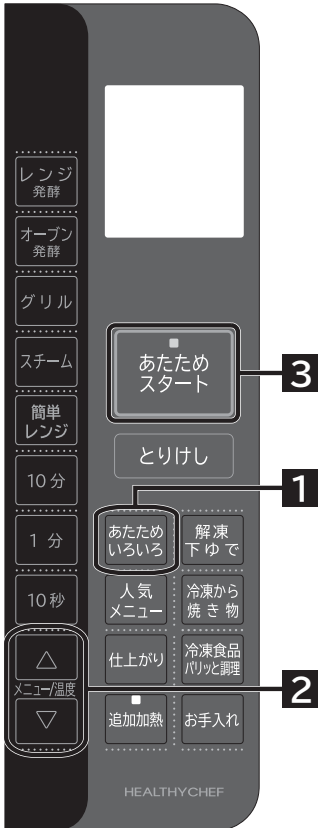 レンジ
発酵
オーブン
発酵
グリル
スチーム
簡単
レンジ
10分
1分
10秒
△
メニュー/温度
▽
あたため
スタート
3
とりけし
1
あたため
いろいろ
解凍
下ゆで
人気
メニュー
冷凍から
焼き物
仕上がり
冷凍食品
パリッと調理
2
追加加熱
お手入れ
HEALTHYCHEF